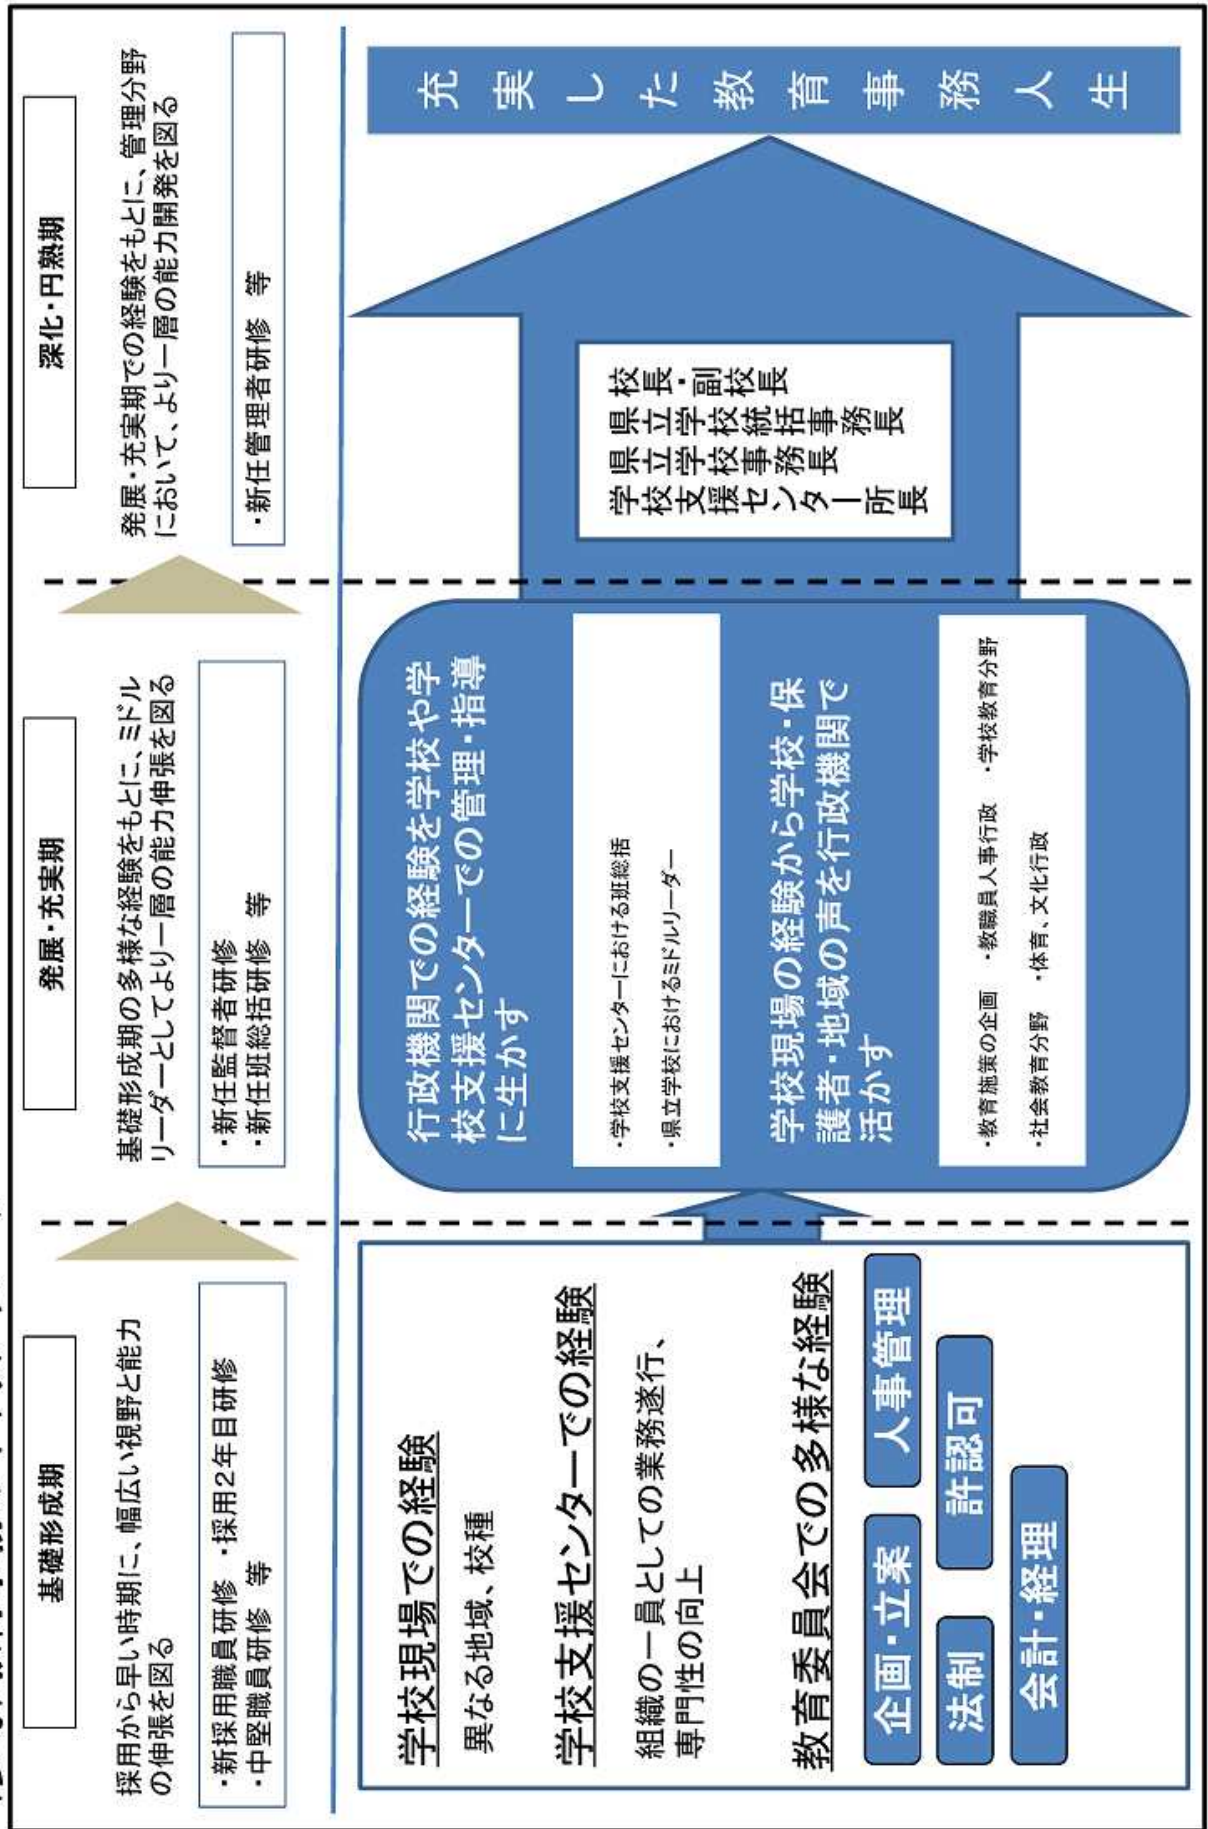 基礎形成期
採用から早い時期に、幅広い視野と能力
の伸張を図る
・新採用職員研修 ・採用2年目研修
・中堅職員研修 等
発展・充実期
基礎形成期の多様な経験をもとに、ミドル
リーダーとしてより一層の能力伸張を図る
・新任監督者研修
・新任班総括研修 等
深化・円熟期
発展・充実期での経験をもとに、管理分野
において、より一層の能力開発を図る
・新任管理者研修 等
学校現場での経験
異なる地域、校種
学校支援センターでの経験
組織の一員としての業務遂行、
専門性の向上
教育委員会での多様な経験
企画・立案 人事管理
法制 許認可
会計・経理
行政機関での経験を学校や学
校支援センターでの管理・指導
に生かす
・学校支援センターにおける班総括
・県立学校におけるミドルリーダー
学校現場の経験から学校・保
護者・地域の声を行政機関で
活かす
・教育施策の企画 ・教職員人事行政 ・学校教育分野
・社会教育分野 ・体育、文化行政
校長・副校長
県立学校統括事務長
県立学校事務長
学校支援センター所長
充実した教育事務人生